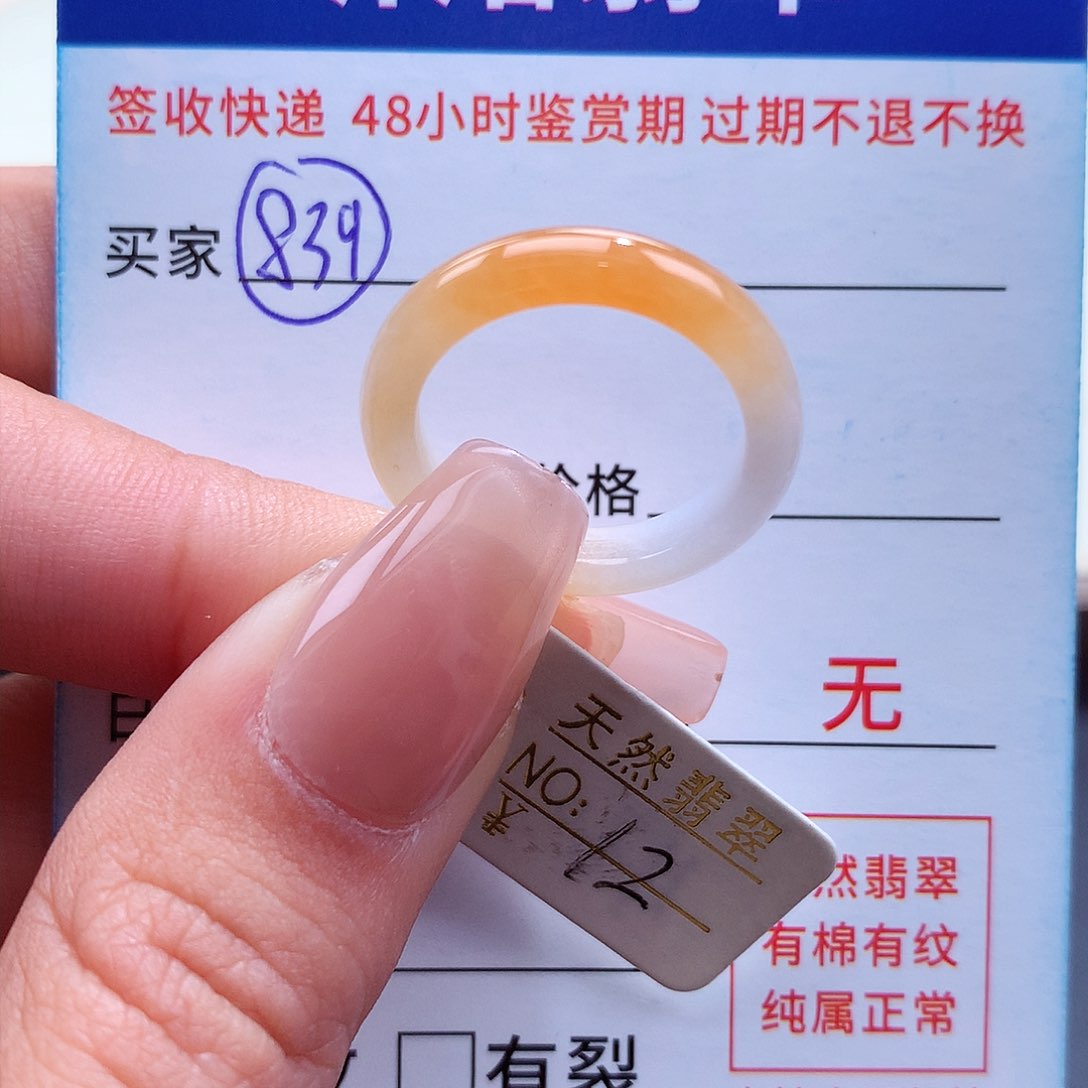 签收快递 48小时鉴赏期 过期不退不换
买家 839
价格
无
天然翡翠
NO: 12
然翡翠
有棉有纹
纯属正常
有裂